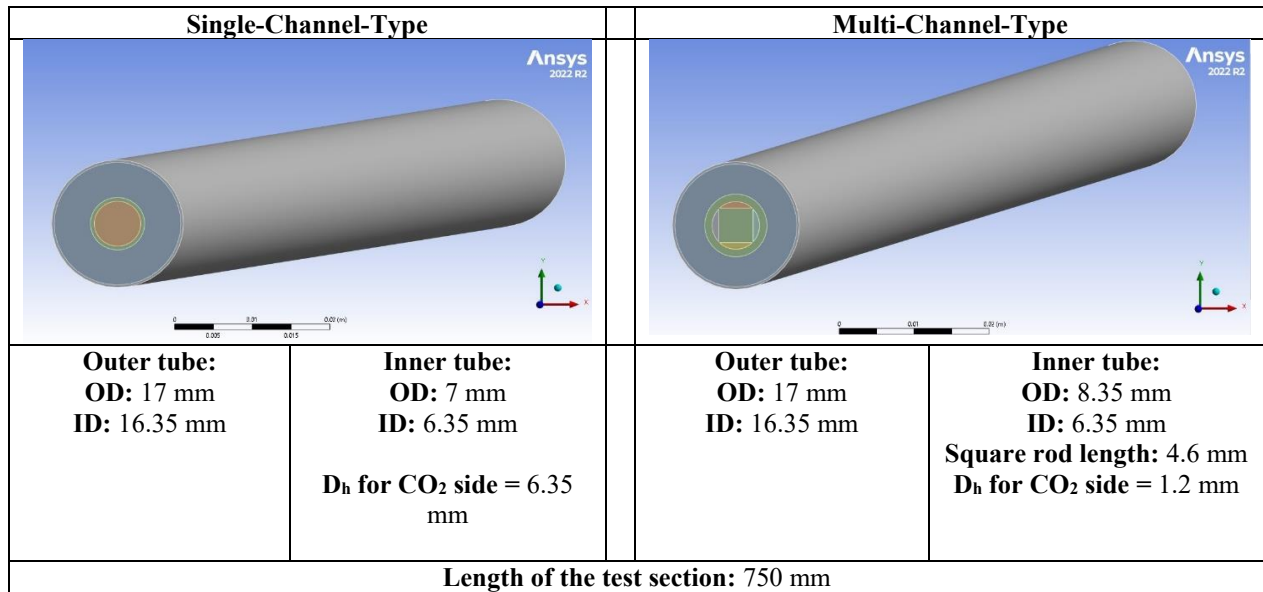 Single-Channel-Type
Multi-Channel-Type
Ansys
2022 R2
Y
X
0
0.01
0.02 (m)
0.005
0.015
Ansys
2022 R2
Y
X
0
0.01
0.02 (m)
Outer tube:
OD: 17 mm
ID: 16.35 mm
Inner tube:
OD: 7 mm
ID: 6.35 mm
Dₕ for CO₂ side = 6.35
mm
Outer tube:
OD: 17 mm
ID: 16.35 mm
Inner tube:
OD: 8.35 mm
ID: 6.35 mm
Square rod length: 4.6 mm
Dₕ for CO₂ side = 1.2 mm
Length of the test section: 750 mm